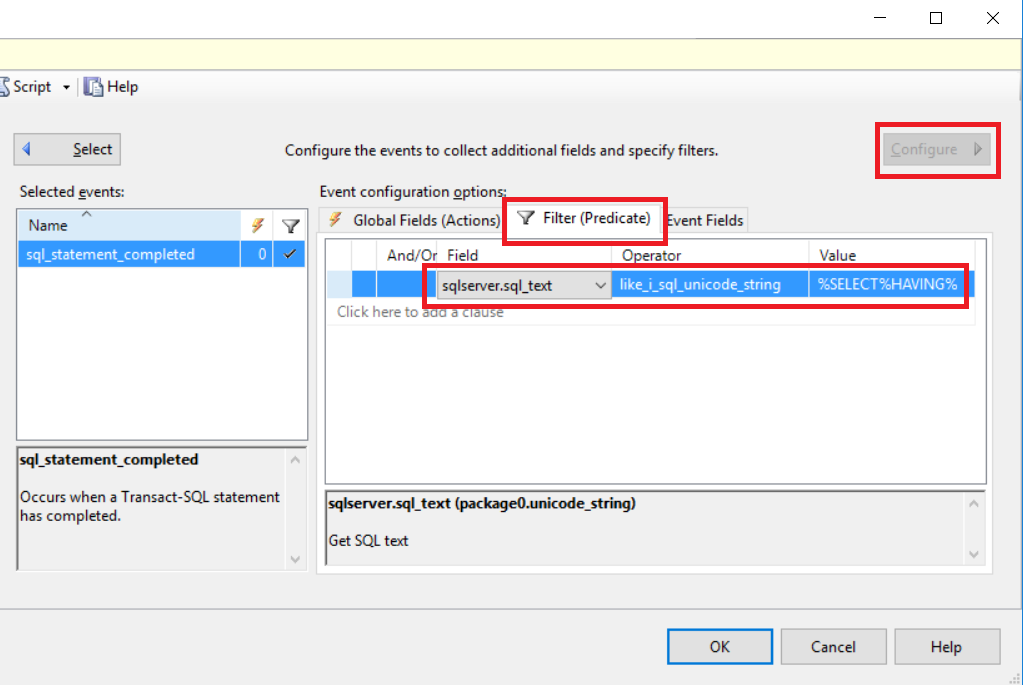 Script Help
Select Configure the events to collect additional fields and specify filters. Configure
Selected events: Event configuration options:
Name Global Fields (Actions) Filter (Predicate) Event Fields
sql_statement_completed 0
And/Or Field Operator Value
sqlserver.sql_text like_i_sql_unicode_string %SELECT%HAVING%
Click here to add a clause
sql_statement_completed
Occurs when a Transact-SQL statement
has completed.
sqlserver.sql_text (package0.unicode_string)
Get SQL text
OK Cancel Help